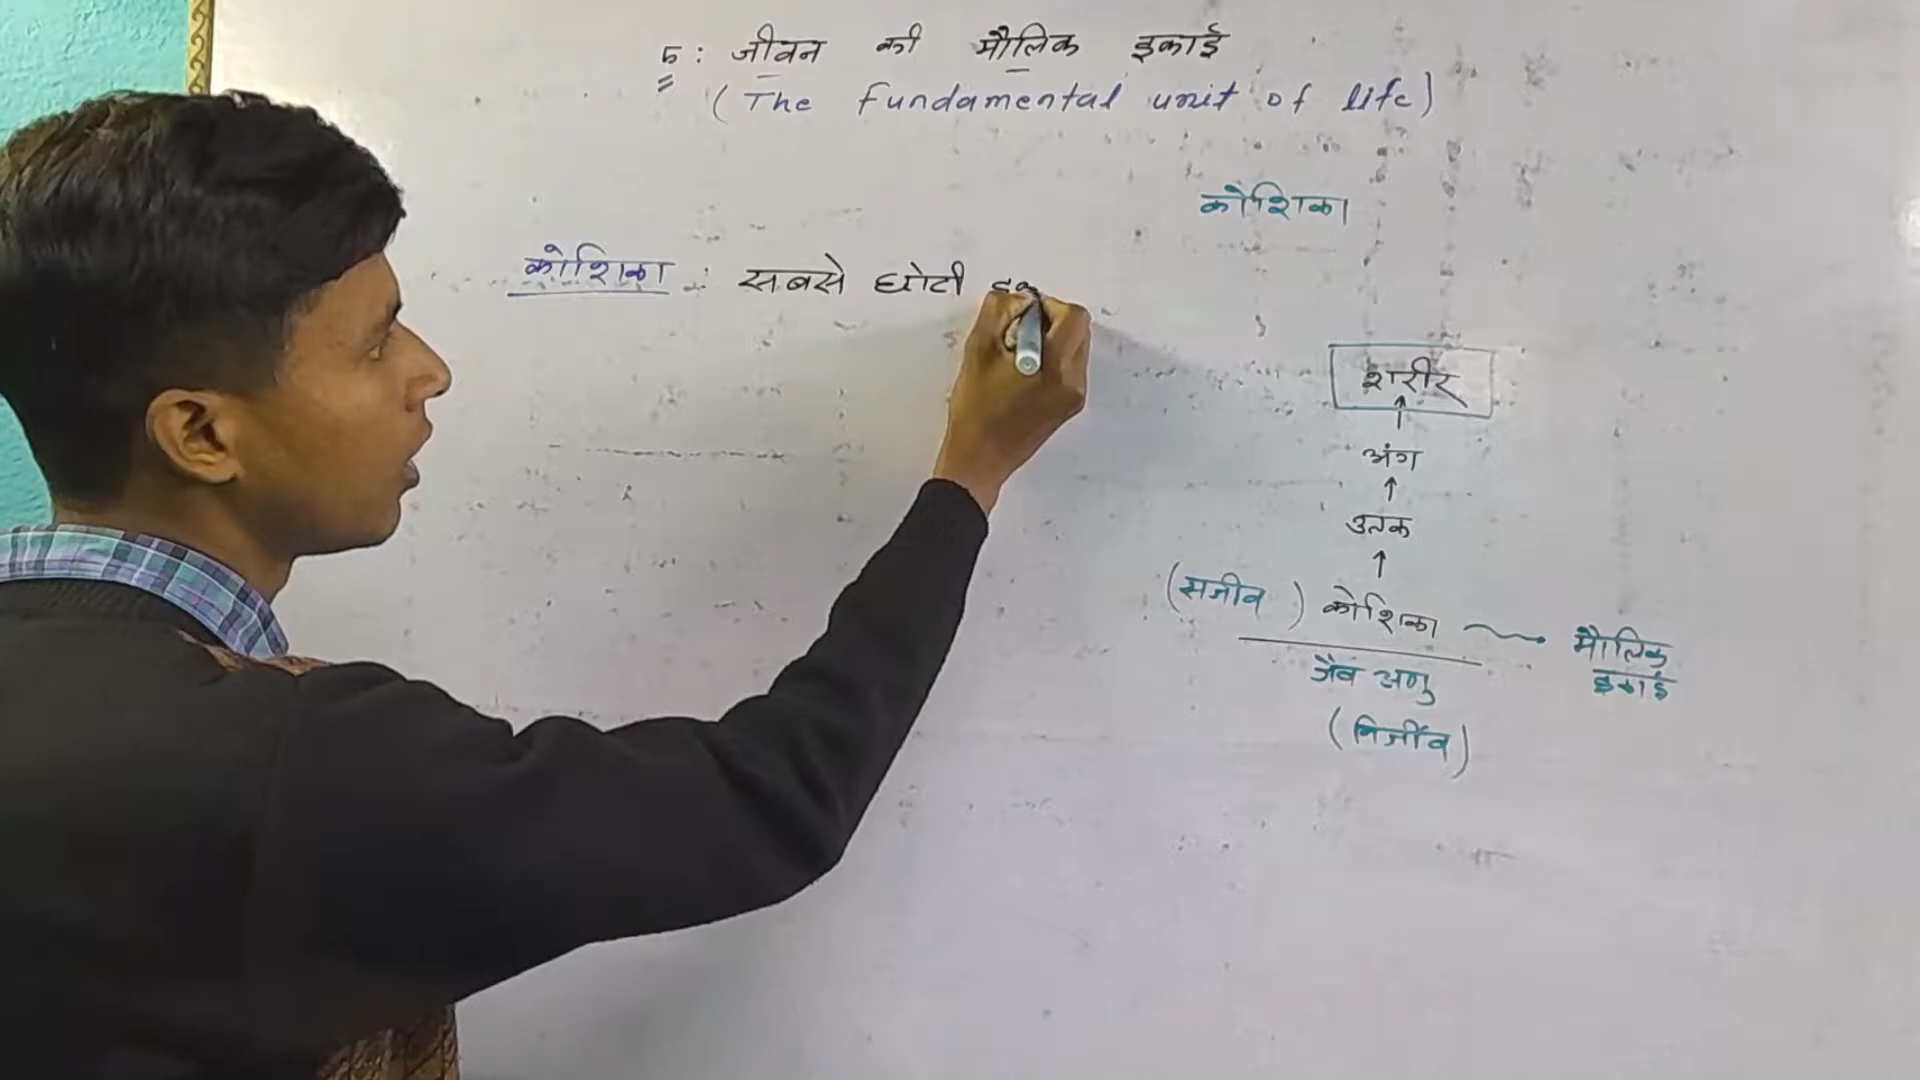 5: जीवन की मौलिक इकाई
(The fundamental unit of life)
कोशिका
कोशिका : सबसे छोटी
शरीर
↑
अंग
↑
उतक
↑
(सजीव) कोशिका → मौलिक इकाई
जैव अणु
(निर्जीव)